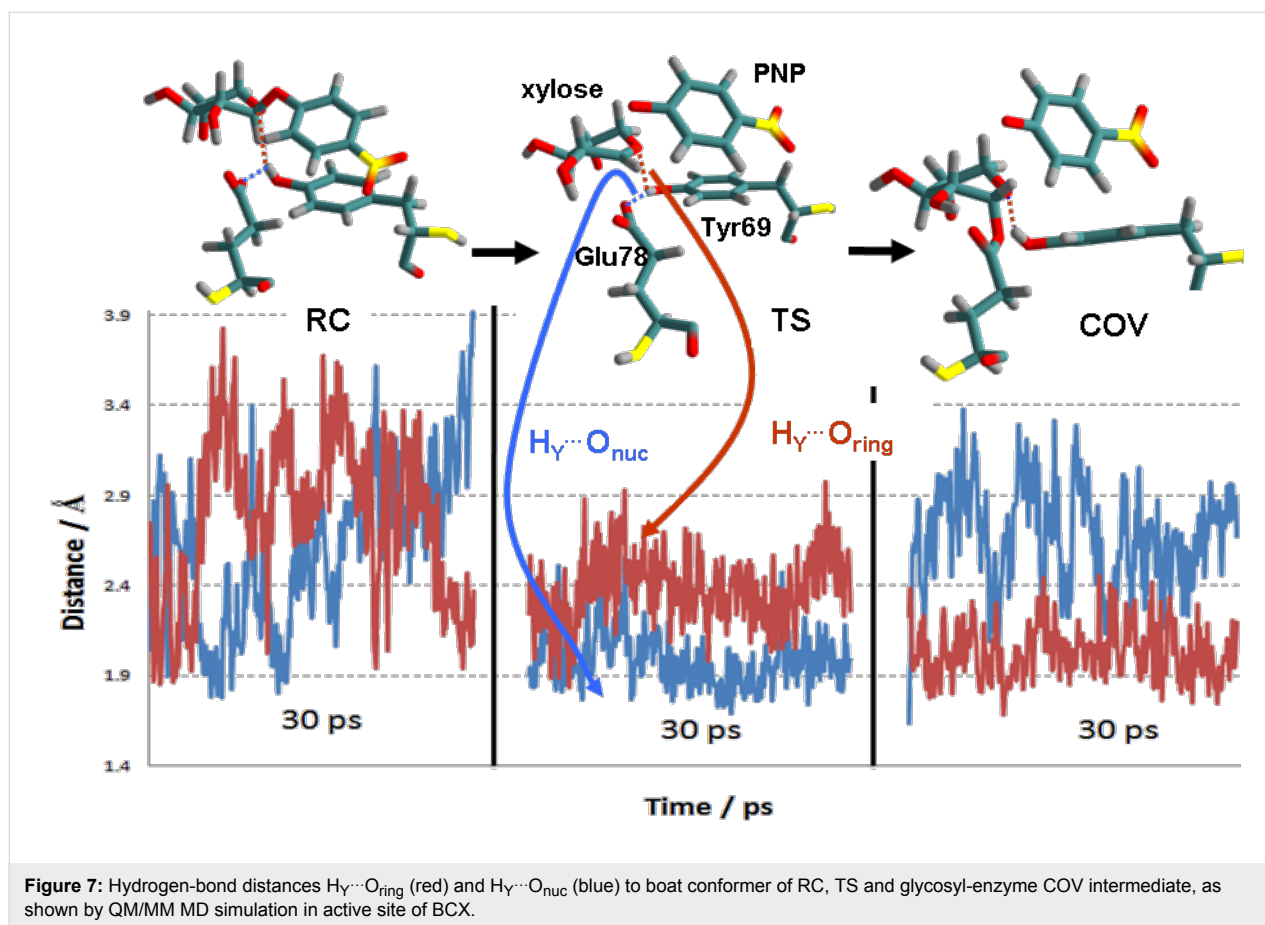 PNP
xylose
Tyr69
Glu78
RC
TS
COV
3.9
3.4
2.9
2.4
1.9
1.4
Distance / Å
HY···Onuc
HY···Oring
30 ps
30 ps
30 ps
Time / ps
Figure 7: Hydrogen-bond distances HY···Oring (red) and HY···Onuc (blue) to boat conformer of RC, TS and glycosyl-enzyme COV intermediate, as
shown by QM/MM MD simulation in active site of BCX.